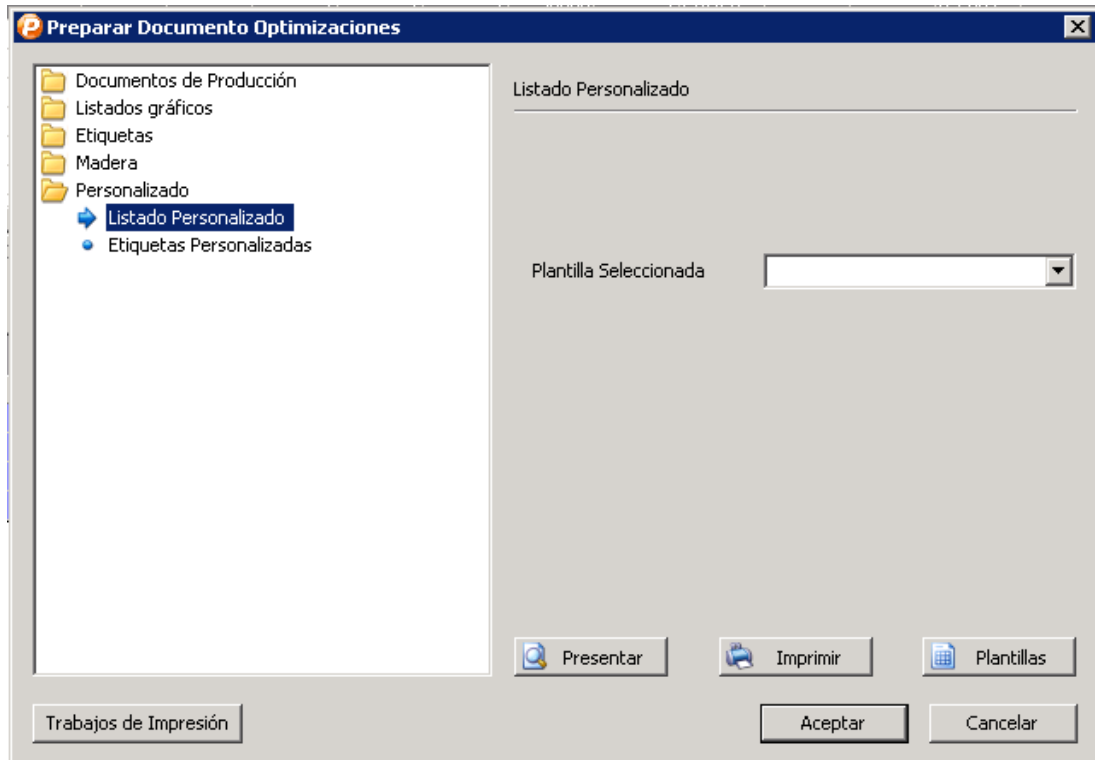 Preparar Documento Optimizaciones
Documentos de Producción
Listados gráficos
Etiquetas
Madera
Personalizado
Listado Personalizado
Etiquetas Personalizadas
Listado Personalizado
Plantilla Seleccionada
Presentar
Imprimir
Plantillas
Trabajos de Impresión
Aceptar
Cancelar